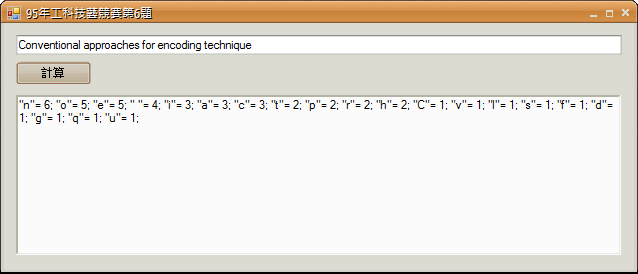 95年工科技藝競賽第6題
Conventional approaches for encoding technique
計算
"n"= 6; "o"= 5; "e"= 5; " "= 4; "i"= 3; "a"= 3; "c"= 3; "t"= 2; "p"= 2; "r"= 2; "h"= 2; "C"= 1; "v"= 1; "l"= 1; "s"= 1; "f"= 1; "d"=
1; "g"= 1; "q"= 1; "u"= 1;